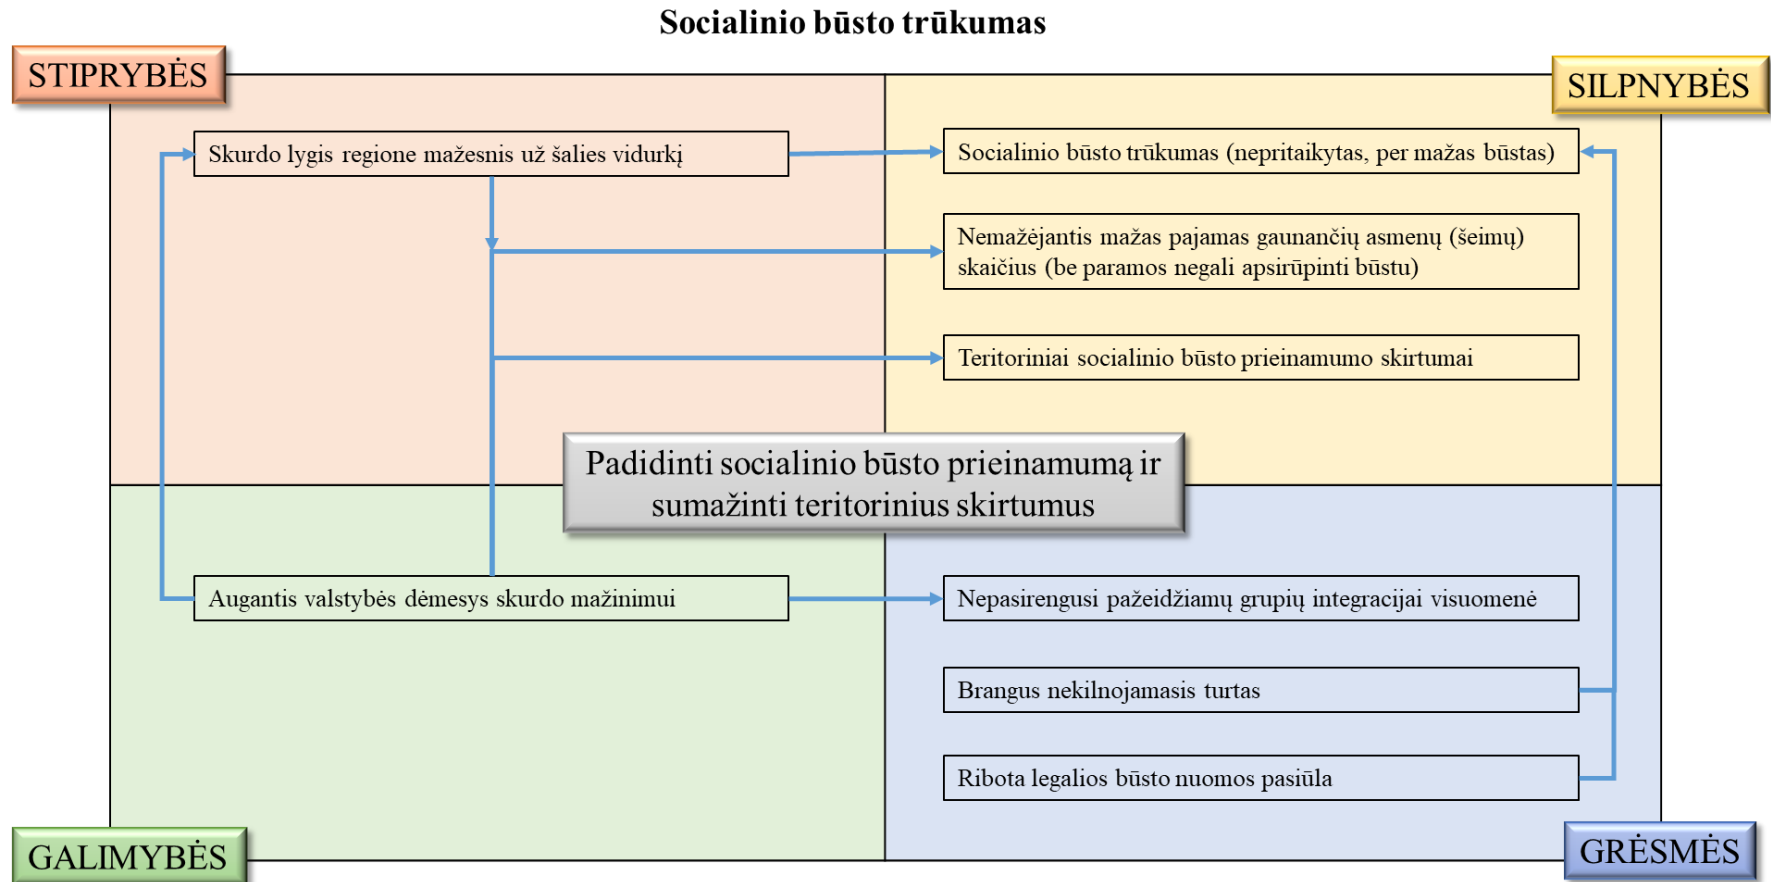 Socialinio būsto trūkumas
STIPRYBĖS
SILPNYBĖS
Skurdo lygis regione mažesnis už šalies vidurkį
Socialinio būsto trūkumas (nepritaikytas, per mažas būstas)
Nemažėjantis mažas pajamas gaunančių asmenų (šeimų)
skaičius (be paramos negali apsirūpinti būstu)
Teritoriniai socialinio būsto prieinamumo skirtumai
Padidinti socialinio būsto prieinamumą ir
sumažinti teritorinius skirtumus
Augantis valstybės dėmesys skurdo mažinimui
Nepasirengusi pažeidžiamų grupių integracijai visuomenė
Brangus nekilnojamasis turtas
Ribota legalios būsto nuomos pasiūla
GALIMYBĖS
GRĖSMĖS